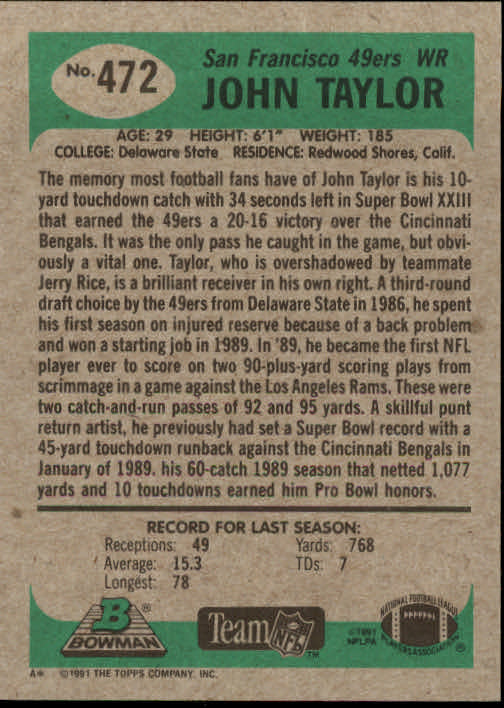 No. 472
San Francisco 49ers WR
JOHN TAYLOR
AGE: 29 HEIGHT: 6'1" WEIGHT: 185
COLLEGE: Delaware State RESIDENCE: Redwood Shores, Calif.
The memory most football fans have of John Taylor is his 10-
yard touchdown catch with 34 seconds left in Super Bowl XXIII
that earned the 49ers a 20-16 victory over the Cincinnati
Bengals. It was the only pass he caught in the game, but obvi-
ously a vital one. Taylor, who is overshadowed by teammate
Jerry Rice, is a brilliant receiver in his own right. A third-round
draft choice by the 49ers from Delaware State in 1986, he spent
his first season on injured reserve because of a back problem
and won a starting job in 1989. In '89, he became the first NFL
player ever to score on two 90-plus-yard scoring plays from
scrimmage in a game against the Los Angeles Rams. These were
two catch-and-run passes of 92 and 95 yards. A skillful punt
return artist, he previously had set a Super Bowl record with a
45-yard touchdown runback against the Cincinnati Bengals in
January of 1989. his 60-catch 1989 season that netted 1,077
yards and 10 touchdowns earned him Pro Bowl honors.
RECORD FOR LAST SEASON:
Receptions: 49 Yards: 768
Average: 15.3 TDs: 7
Longest: 78
B®
BOWMAN
Team NFL™
©1991
NFLPA
NATIONAL FOOTBALL LEAGUE
PLAYERS ASSOCIATION
A* ©1991 THE TOPPS COMPANY, INC.